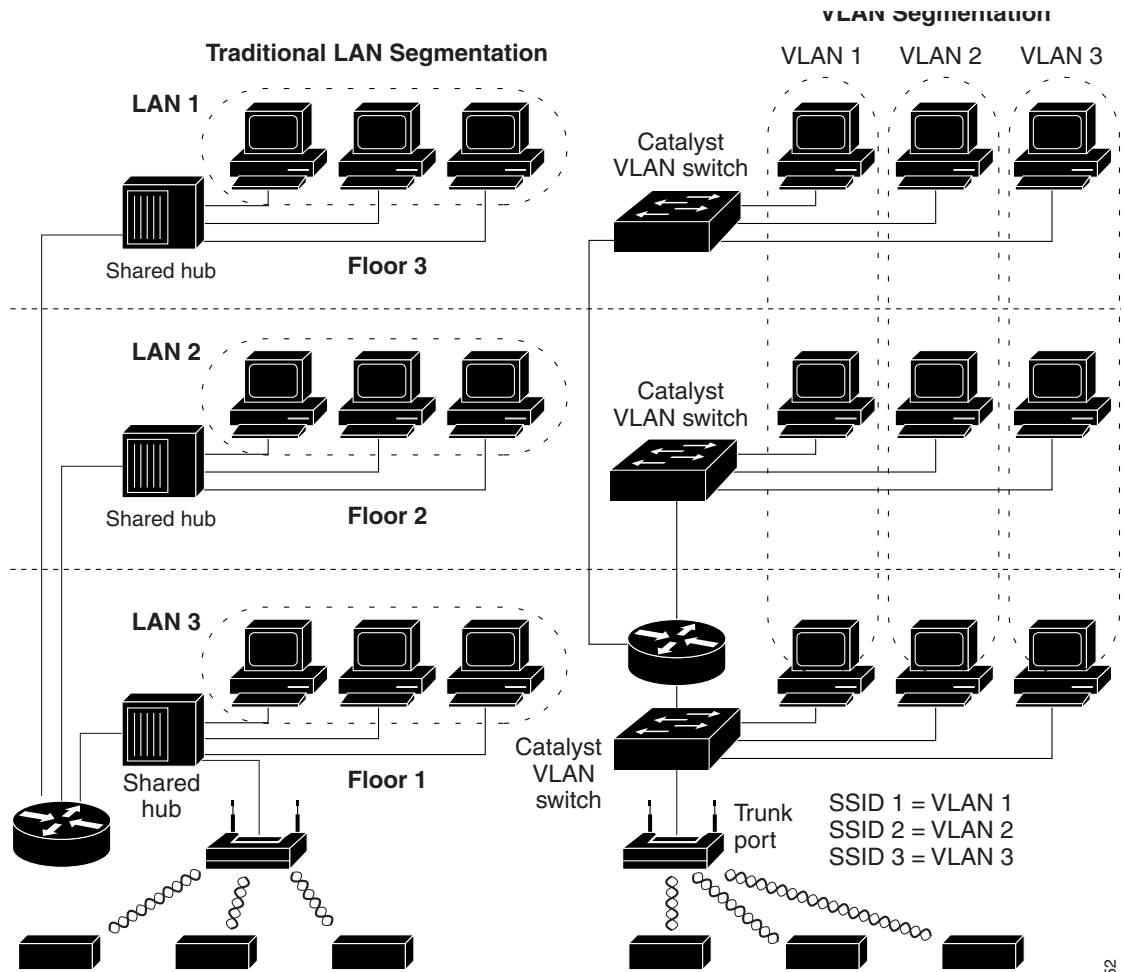 VLAN Segmentation
Traditional LAN Segmentation
VLAN 1
VLAN 2
VLAN 3
LAN 1
Catalyst
VLAN switch
Shared hub
Floor 3
LAN 2
Catalyst
VLAN switch
Shared hub
Floor 2
LAN 3
Catalyst
VLAN
switch
Shared
hub
Floor 1
Trunk
port
SSID 1 = VLAN 1
SSID 2 = VLAN 2
SSID 3 = VLAN 3